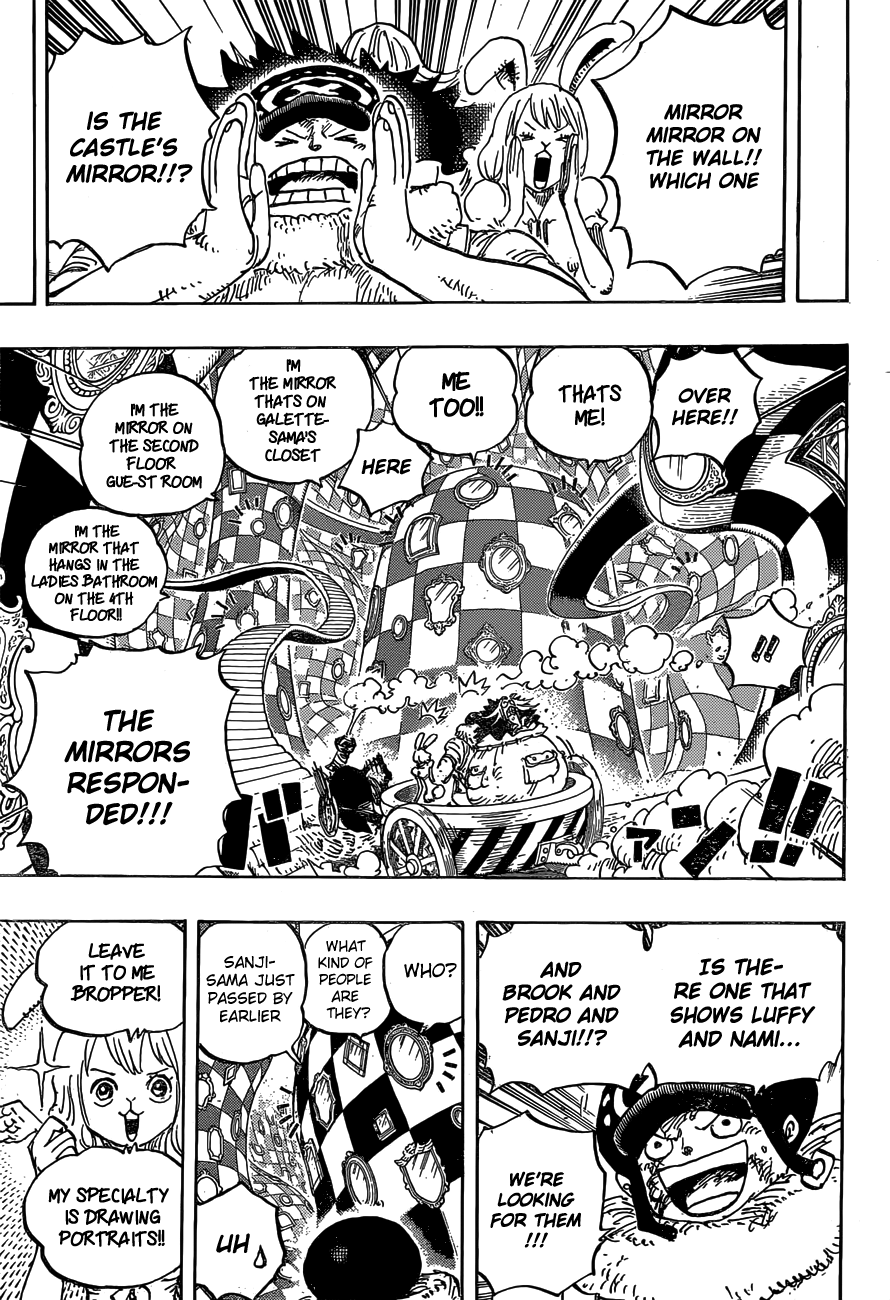 MIRROR
MIRROR ON
THE WALL!!
WHICH ONE
IS THE
CASTLE'S
MIRROR!!?
OVER
HERE!!
THATS
ME!
ME
TOO!!
HERE
I'M
THE MIRROR
THATS ON
GALETTE-
SAMA'S
CLOSET
I'M THE
MIRROR ON
THE SECOND
FLOOR
GUE-ST ROOM
I'M THE
MIRROR THAT
HANGS IN THE
LADIES BATHROOM
ON THE 4TH
FLOOR!!
!!
THE
MIRRORS
RESPON-
DED!!!
バァン!!
IS THE-
RE ONE THAT
SHOWS LUFFY
AND NAMI...
AND
BROOK AND
PEDRO AND
SANJI!!?
WE'RE
LOOKING
FOR THEM
!!!
WHO?
WHAT
KIND OF
PEOPLE
ARE
THEY?
SANJI-
SAMA JUST
PASSED BY
EARLIER
UH
LEAVE
IT TO ME
BROPPER!
MY SPECIALTY
IS DRAWING
PORTRAITS!!